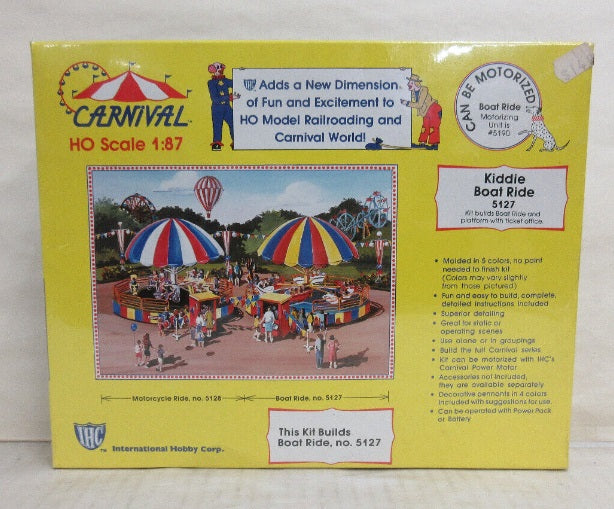 CARNIVAL™
HO Scale 1:87
IHC Adds a New Dimension
of Fun and Excitement to
HO Model Railroading and
Carnival World!
CAN BE MOTORIZED
Boat Ride
Motorizing
Unit is
#5190
Kiddie
Boat Ride
5127
Kit builds Boat Ride and
platform with ticket office.
• Molded in 5 colors, no paint
needed to finish kit
(Colors may vary slightly
from those pictured)
• Fun and easy to build, complete,
detailed instructions included
• Superior detailing
• Great for static or
operating scenes
• Use alone or in groupings
• Build the full Carnival series
• Kit can be motorized with IHC's
Carnival Power Motor
• Accessories not included,
they are available separately
• Decorative pennants in 4 colors
included with suggestions for use.
• Can be operated with Power Pack
or Battery
Motorcycle Ride, no. 5128
Boat Ride, no. 5127
This Kit Builds
Boat Ride, no. 5127
IHC™
International Hobby Corp.